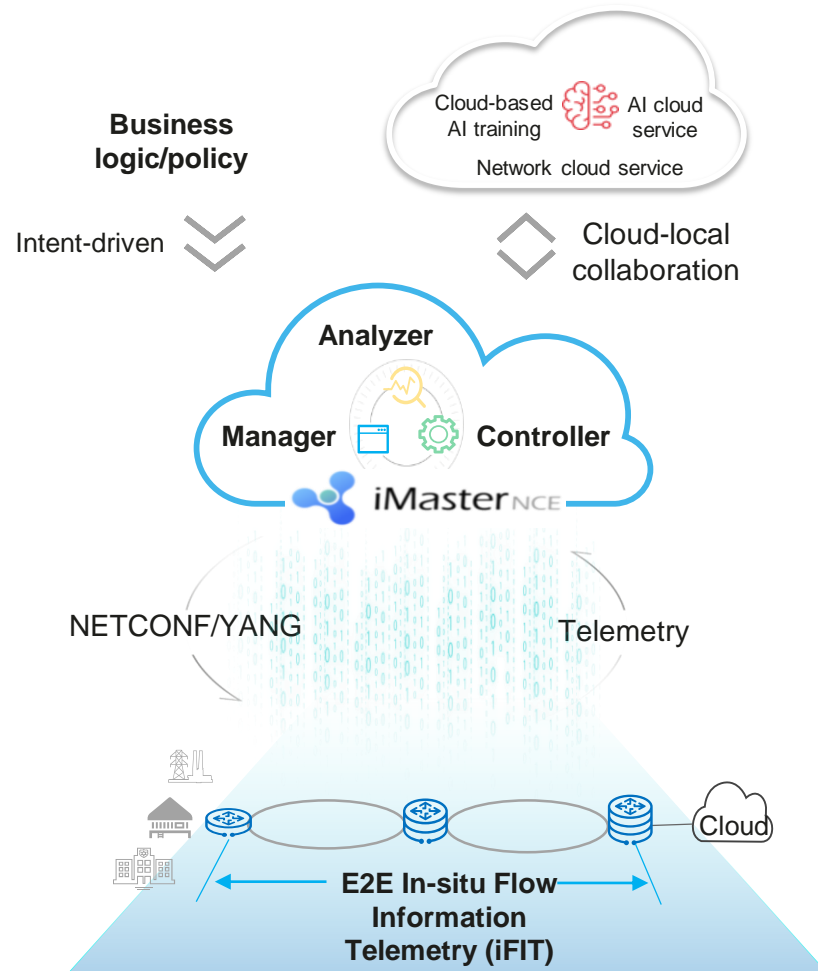 Business
logic/policy
Cloud-based
AI training
AI cloud
service
Network cloud service
Intent-driven
Cloud-local
collaboration
Analyzer
Manager
Controller
iMaster NCE
NETCONF/YANG
Telemetry
Cloud
E2E In-situ Flow
Information
Telemetry (iFIT)